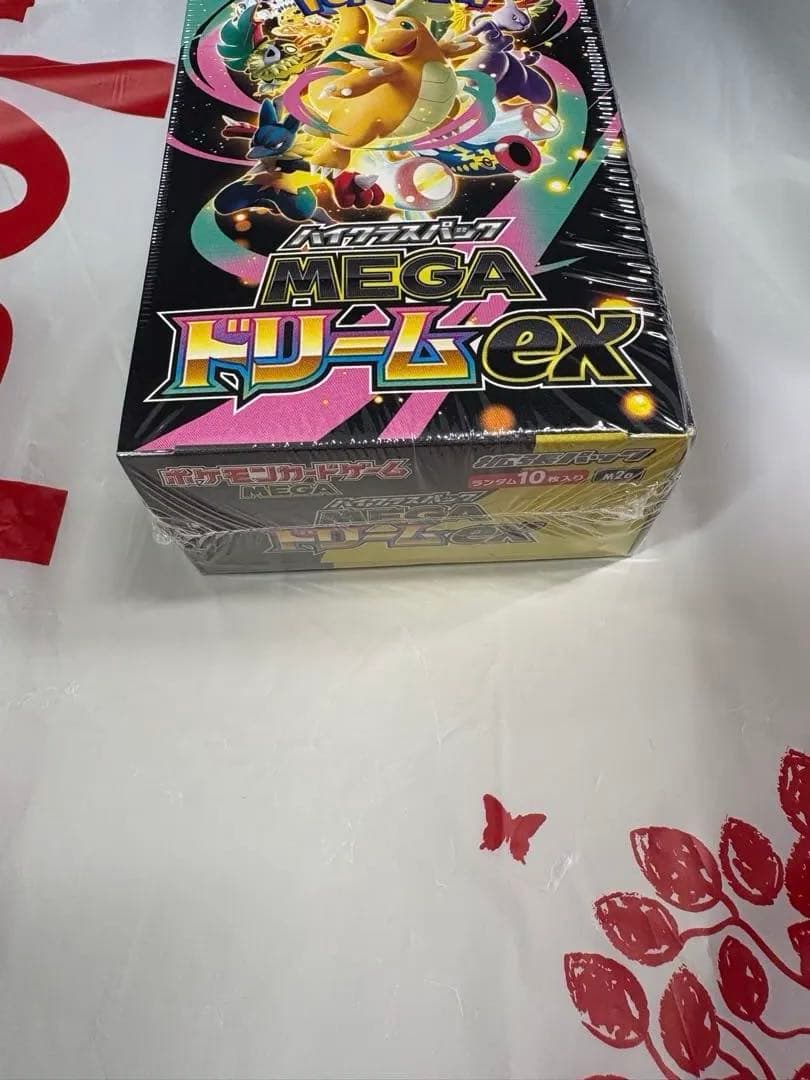 ハイクラスパック
MEGA
ドリームex
ポケモンカードゲーム
MEGA
拡張パック
ランダム10枚入り
M2a
ハイクラスパック
MEGA
ドリームex